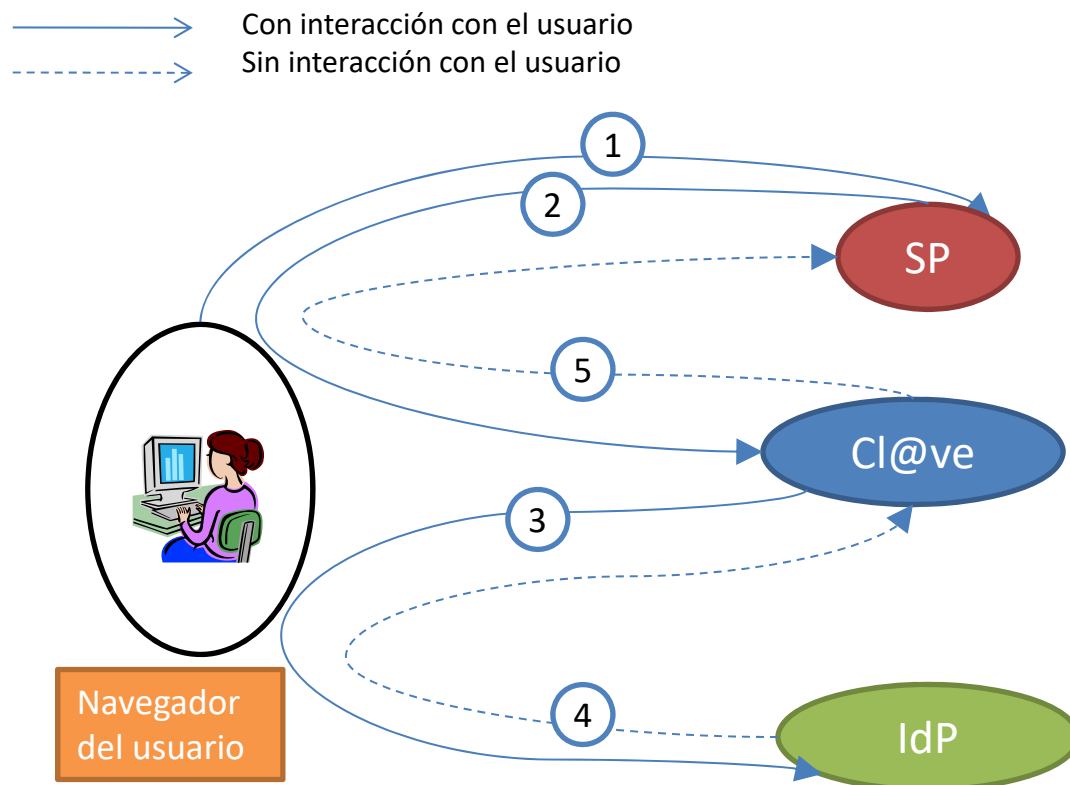 Con interacción con el usuario
Sin interacción con el usuario
1
2
SP
5
Cl@ve
3
Navegador
del usuario
4
IdP